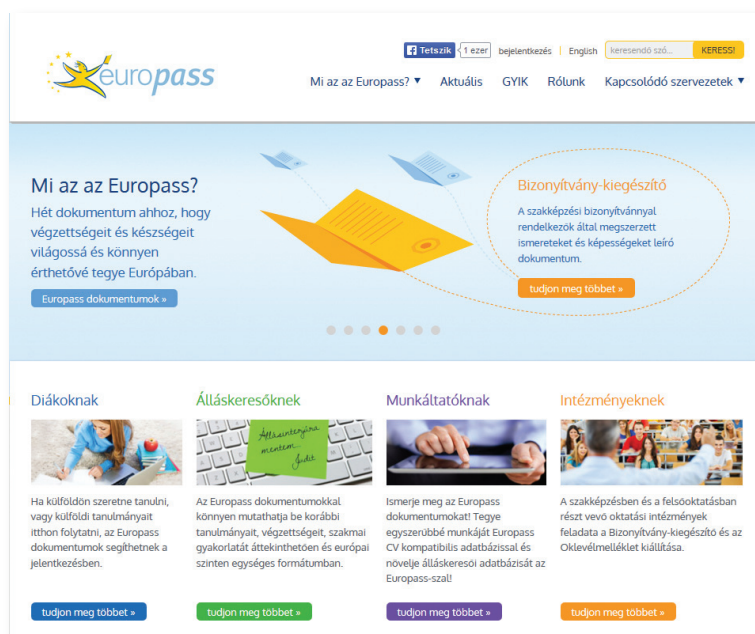 Tetszik 1 ezer bejelentkezés | English keresendő szó... KERESS!
europass
Mi az az Europass? ▼ Aktuális GYIK Rólunk Kapcsolódó szervezetek ▼
Mi az az Europass?
Hét dokumentum ahhoz, hogy
végzettségeit és készségeit
világossá és könnyen
érthetővé tegye Európában.
Europass dokumentumok »
Bizonyítvány-kiegészítő
A szakképzési bizonyítvánnyal
rendelkezők által megszerzett
ismereteket és képességeket leíró
dokumentum.
tudjon meg többet »
Diákoknak
Ha külföldön szeretne tanulni,
vagy külföldi tanulmányait
itthon folytatni, az Europass
dokumentumok segíthetnek a
jelentkezésben.
tudjon meg többet »
Álláskeresőknek
Állásinterjúra
mentem..
Judit
Az Europass dokumentumokkal
könnyen mutathatja be korábbi
tanulmányait, végzettségeit, szakmai
gyakorlatát áttekinthetően és európai
szinten egységes formátumban.
tudjon meg többet »
Munkáltatóknak
Ismerje meg az Europass
dokumentumokat! Tegye
egyszerűbbé munkáját Europass
CV kompatibilis adatbázissal és
növelje álláskeresői adatbázisát az
Europass-szal!
tudjon meg többet »
Intézményeknek
A szakképzésben és a felsőoktatásban
részt vevő oktatási intézmények
feladata a Bizonyítvány-kiegészítő és az
Oklevélmelléklet kiállítása.
tudjon meg többet »